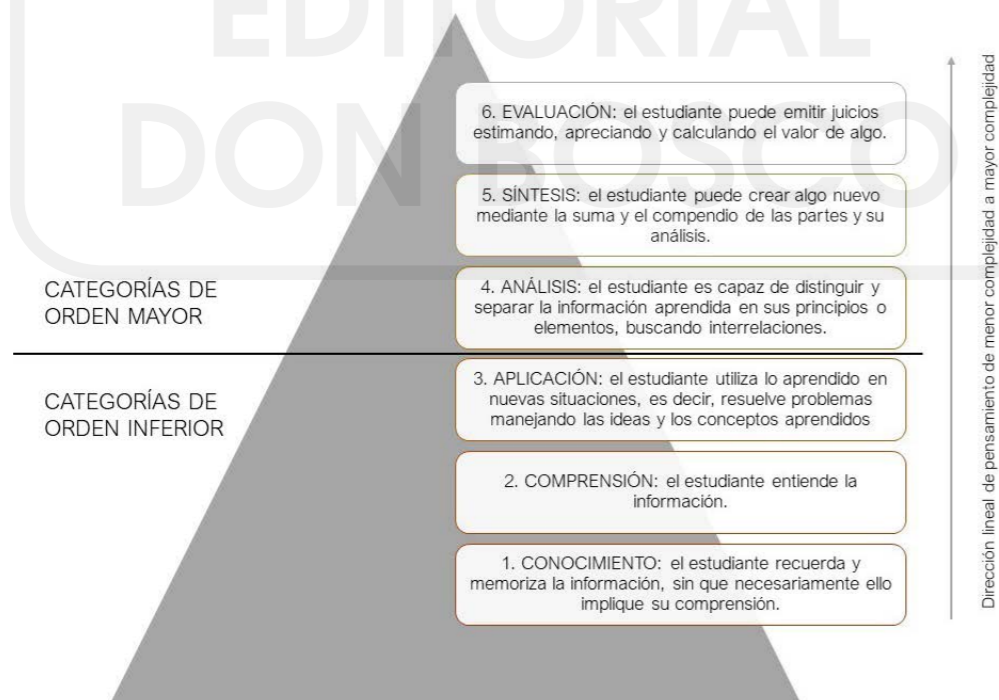 EDITORIAL
DON BOSCO
6. EVALUACIÓN: el estudiante puede emitir juicios
estimando, apreciando y calculando el valor de algo.
5. SÍNTESIS: el estudiante puede crear algo nuevo
mediante la suma y el compendio de las partes y su
análisis.
CATEGORÍAS DE
ORDEN MAYOR
4. ANÁLISIS: el estudiante es capaz de distinguir y
separar la información aprendida en sus principios o
elementos, buscando interrelaciones.
CATEGORÍAS DE
ORDEN INFERIOR
3. APLICACIÓN: el estudiante utiliza lo aprendido en
nuevas situaciones, es decir, resuelve problemas
manejando las ideas y los conceptos aprendidos
2. COMPRENSIÓN: el estudiante entiende la
información.
1. CONOCIMIENTO: el estudiante recuerda y
memoriza la información, sin que necesariamente ello
implique su comprensión.
Dirección lineal de pensamiento de menor complejidad a mayor complejidad